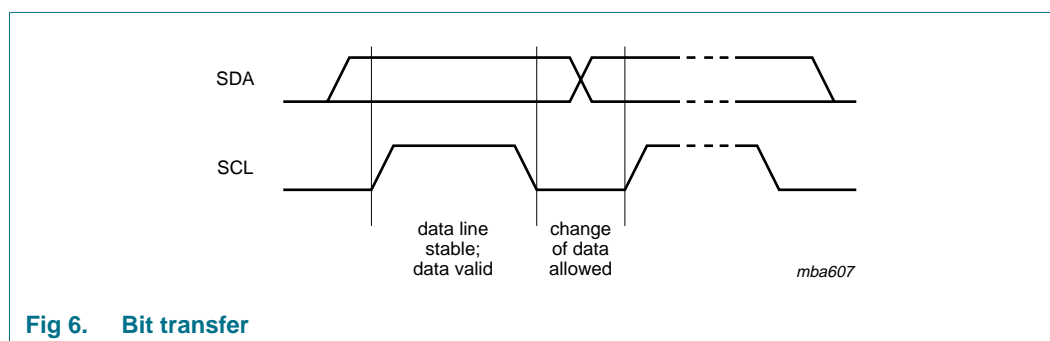 SDA
SCL
data line
stable;
data valid
change
of data
allowed
mba607
Fig 6. Bit transfer